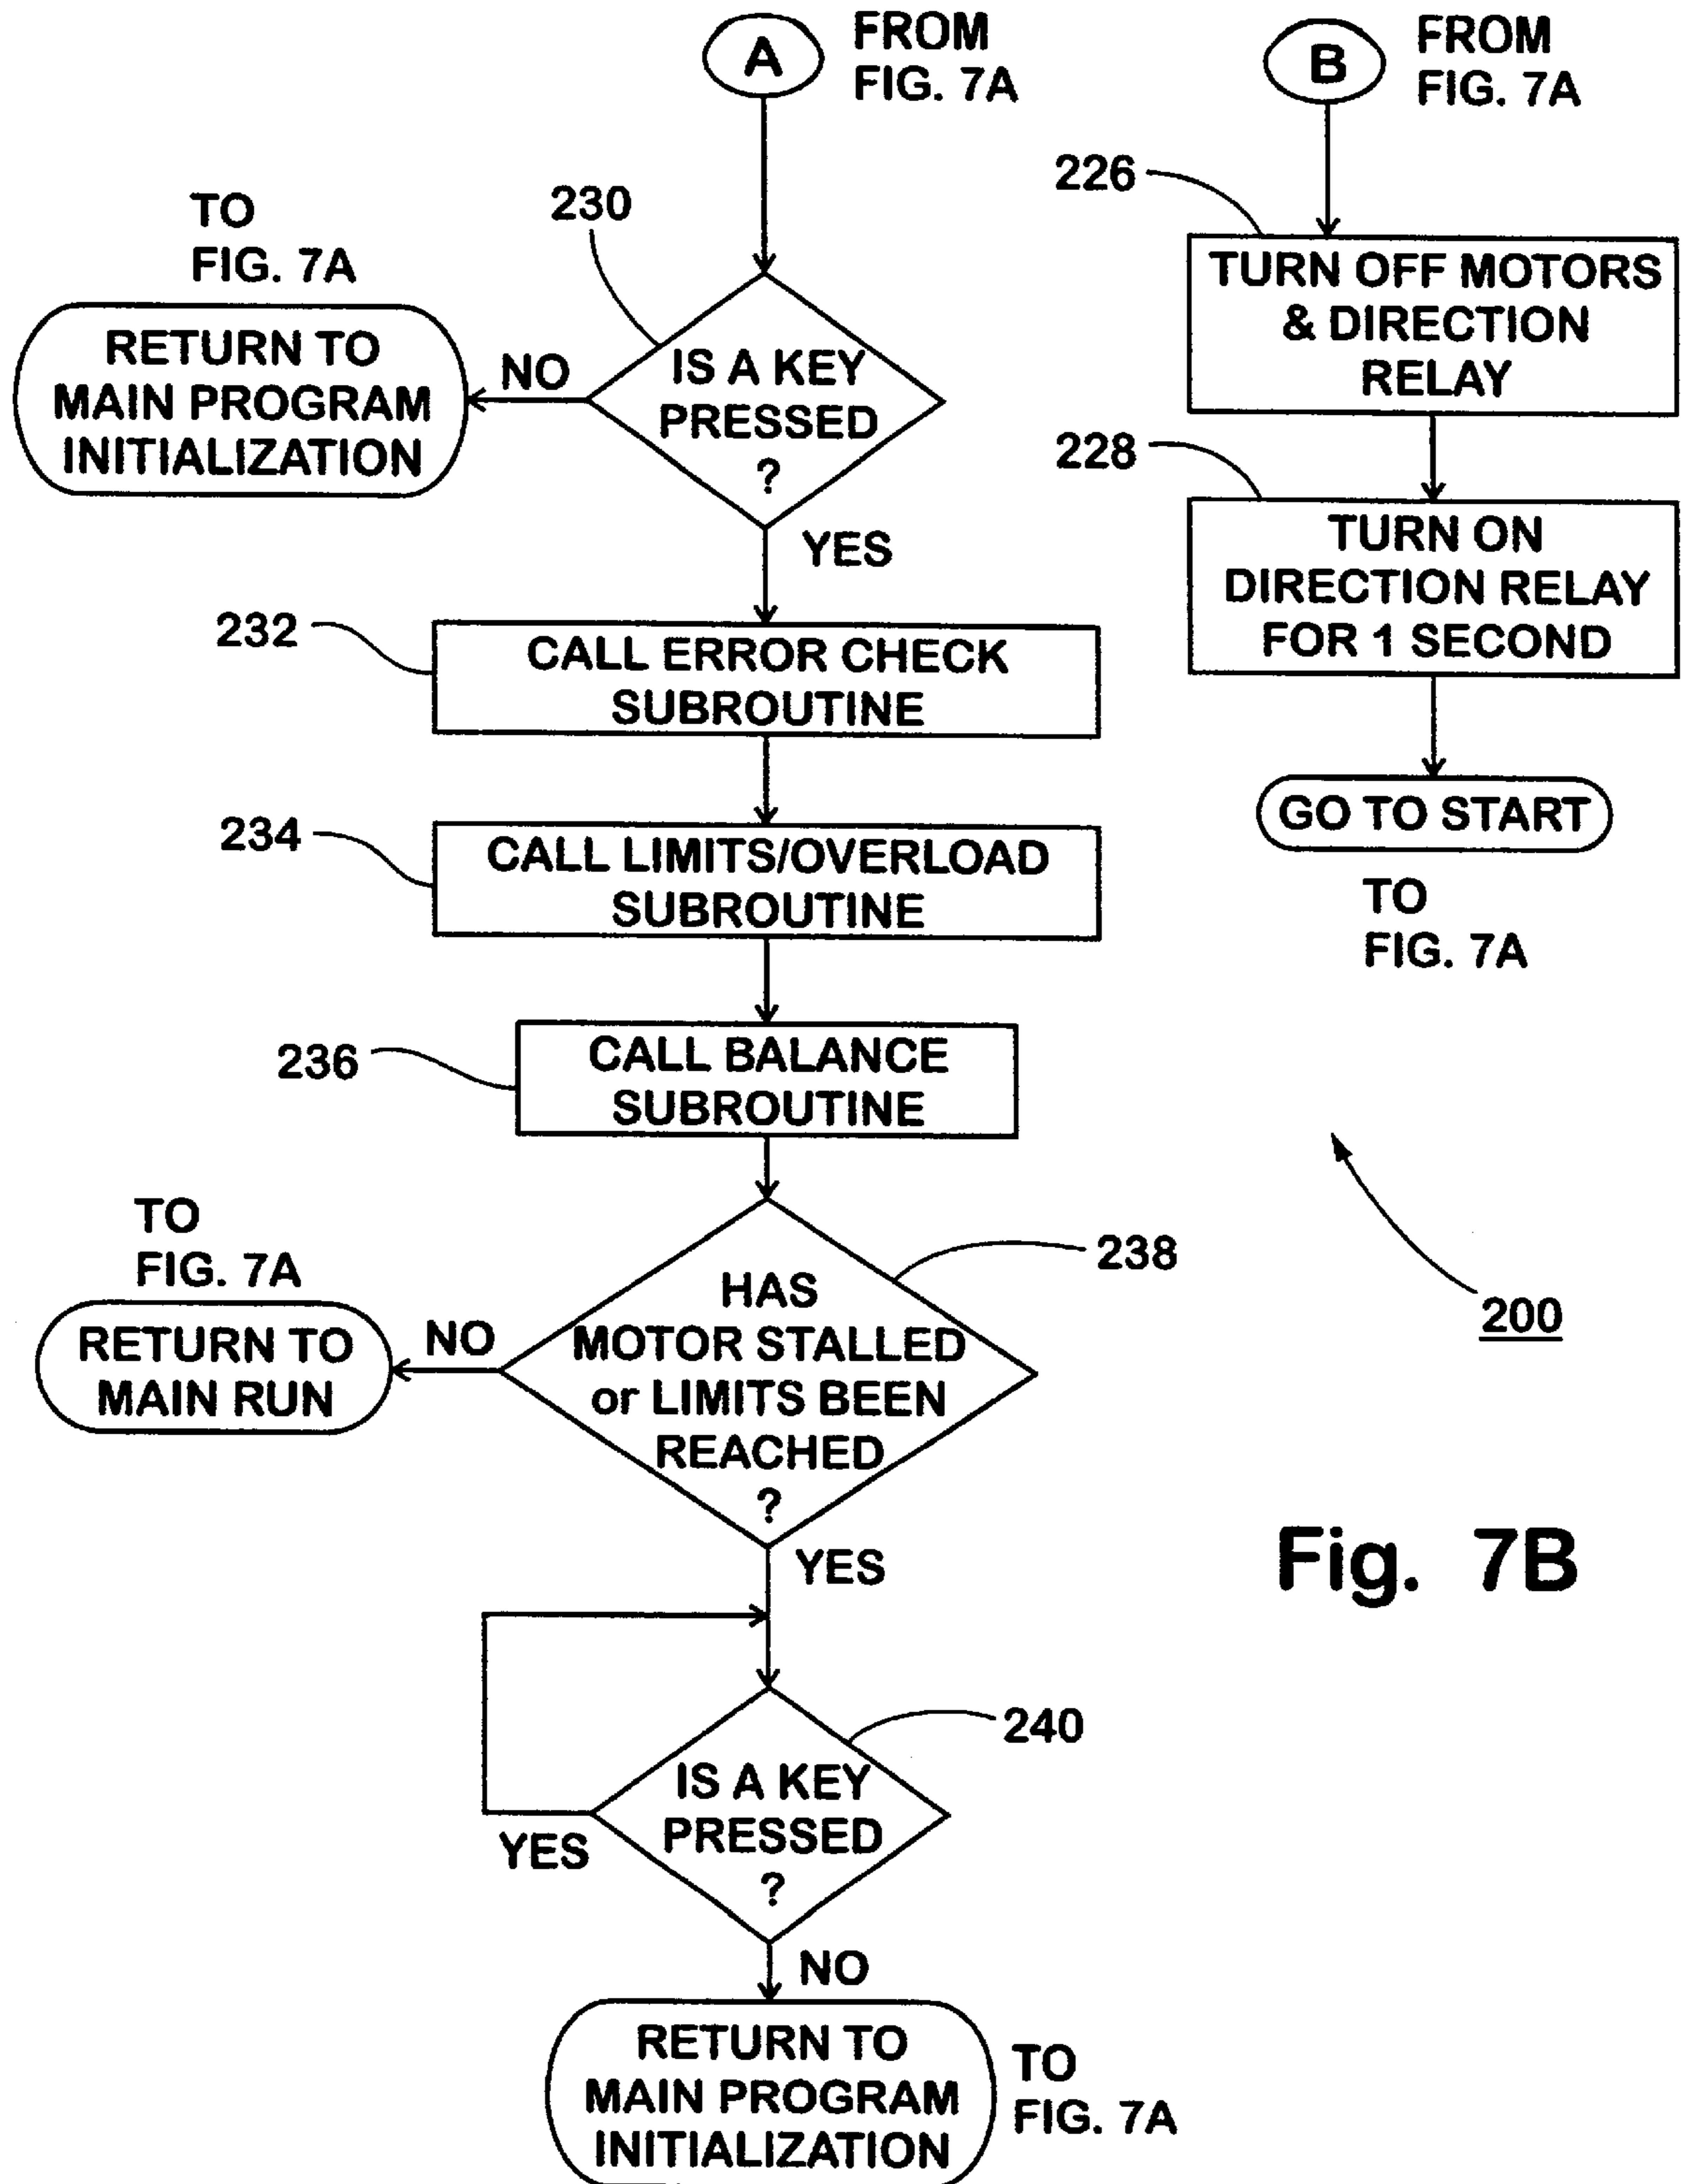 A
FROM
FIG. 7A
TO
FIG. 7A
230
RETURN TO
MAIN PROGRAM
INITIALIZATION
NO
IS A KEY
PRESSED
?
YES
232
CALL ERROR CHECK
SUBROUTINE
234
CALL LIMITS/OVERLOAD
SUBROUTINE
236
CALL BALANCE
SUBROUTINE
TO
FIG. 7A
RETURN TO
MAIN RUN
NO
238
HAS
MOTOR STALLED
or LIMITS BEEN
REACHED
?
YES
240
IS A KEY
PRESSED
?
YES
NO
RETURN TO
MAIN PROGRAM
INITIALIZATION
TO
FIG. 7A
B
FROM
FIG. 7A
226
TURN OFF MOTORS
& DIRECTION
RELAY
228
TURN ON
DIRECTION RELAY
FOR 1 SECOND
GO TO START
TO
FIG. 7A
200
Fig. 7B